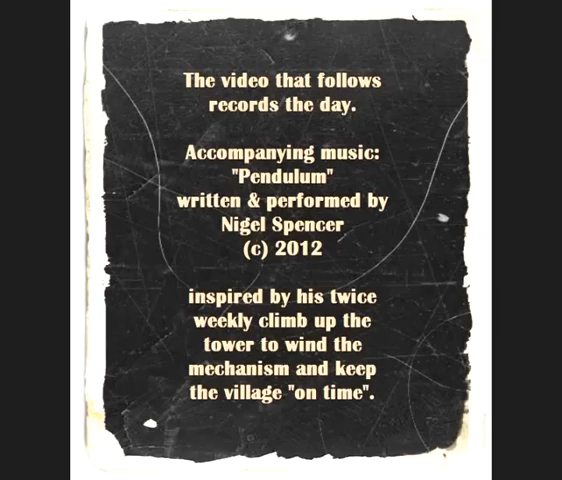 The video that follows
records the day.
Accompanying music:
"Pendulum"
written & performed by
Nigel Spencer
(c) 2012
inspired by his twice
weekly climb up the
tower to wind the
mechanism and keep
the village "on time".